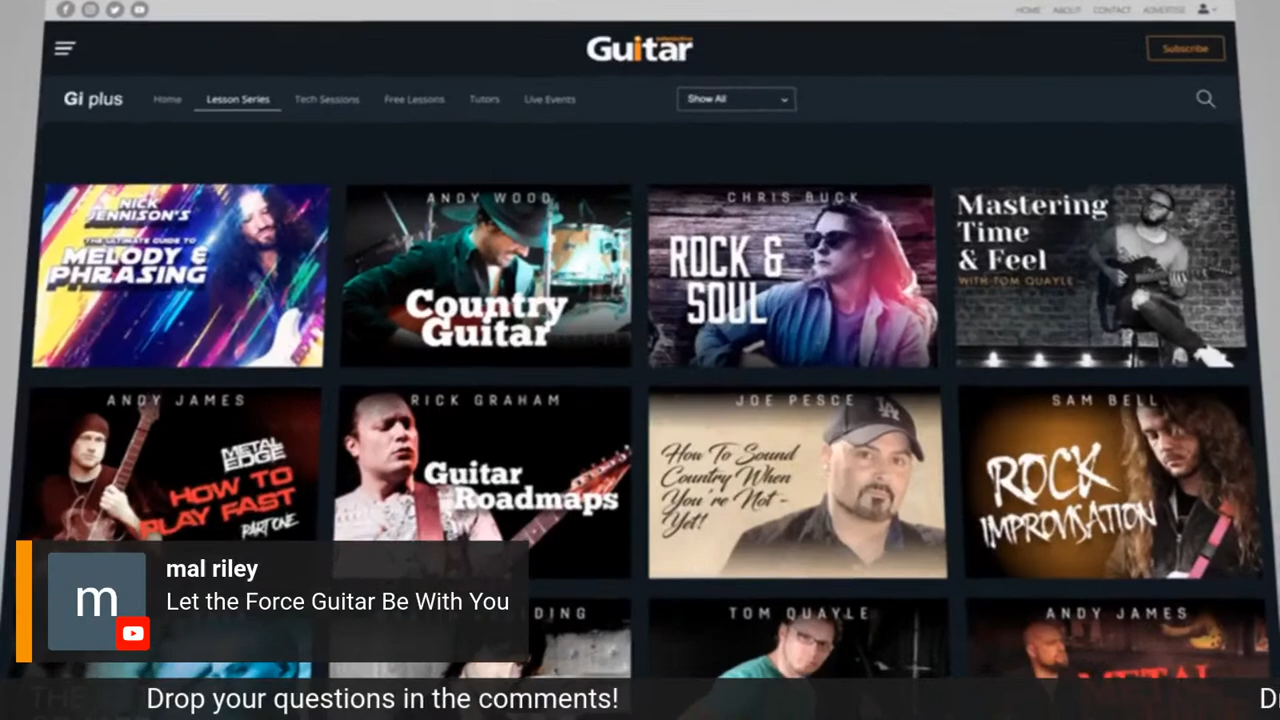 HOME ABOUT CONTACT ADVERTISE
Guitar
Subscribe
Gi plus Home Lesson Series Tech Sessions Free Lessons Tutors Live Events Show All
NICK
JENNISON'S
THE ULTIMATE GUIDE TO
MELODY &
PHRASING
ANDY WOOD
Country
Guitar
CHRIS BUCK
ROCK &
SOUL
Mastering
Time
& Feel
WITH TOM QUAYLE
ANDY JAMES
METAL
EDGE
HOW TO
PLAY FAST
PART ONE
RICK GRAHAM
Guitar
Roadmaps
JOE PESCE
How To Sound
Country When
You're Not -
Yet!
LA
SAM BELL
ROCK
IMPROVISATION
m
mal riley
Let the Force Guitar Be With You
DING
TOM QUAYLE
ANDY JAMES
METAL
THE
Drop your questions in the comments!
D